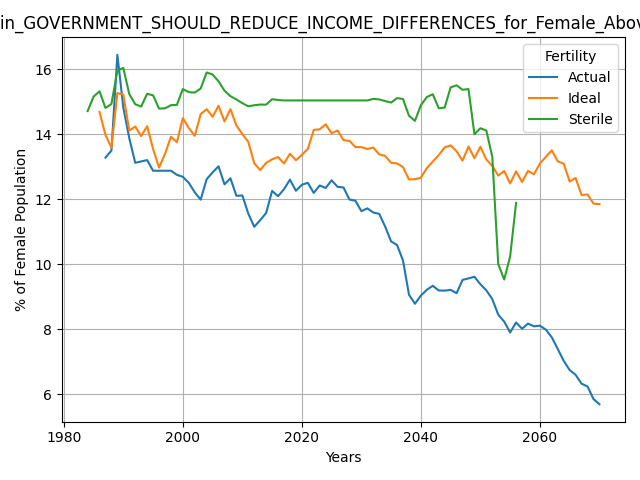 in_GOVERNMENT_SHOULD_REDUCE_INCOME_DIFFERENCES_for_Female_Abov
Fertility
Actual
Ideal
Sterile
% of Female Population
16
14
12
10
8
6
1980
2000
2020
2040
2060
Years